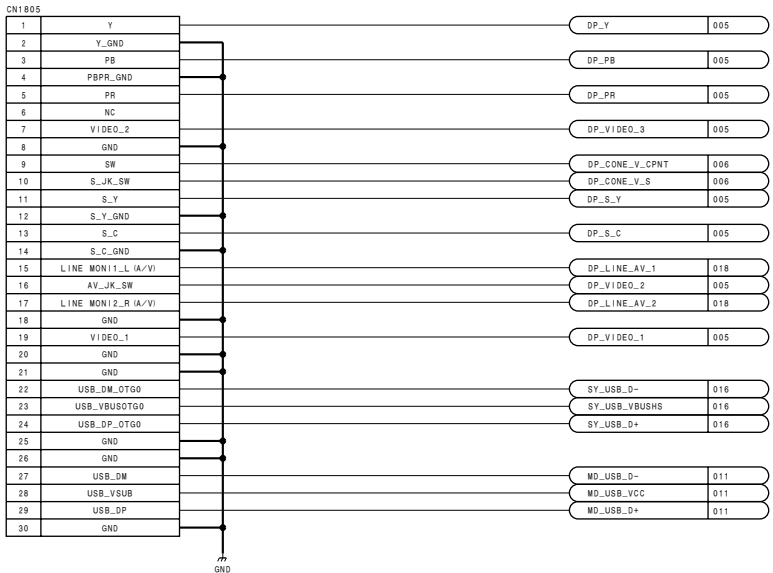 CN1805
1 Y DP_Y 005
2 Y_GND
3 PB DP_PB 005
4 PBPR_GND
5 PR DP_PR 005
6 NC
7 VIDEO_2 DP_VIDEO_3 005
8 GND
9 SW DP_CONE_V_CPNT 006
10 S_JK_SW DP_CONE_V_S 006
11 S_Y DP_S_Y 005
12 S_Y_GND
13 S_C DP_S_C 005
14 S_C_GND
15 LINE MONI1_L(A/V) DP_LINE_AV_1 018
16 AV_JK_SW DP_VIDEO_2 005
17 LINE MONI2_R(A/V) DP_LINE_AV_2 018
18 GND
19 VIDEO_1 DP_VIDEO_1 005
20 GND
21 GND
22 USB_DM_OTG0 SY_USB_D- 016
23 USB_VBUSOTG0 SY_USB_VBUSHS 016
24 USB_DP_OTG0 SY_USB_D+ 016
25 GND
26 GND
27 USB_DM MD_USB_D- 011
28 USB_VSUB MD_USB_VCC 011
29 USB_DP MD_USB_D+ 011
30 GND
GND